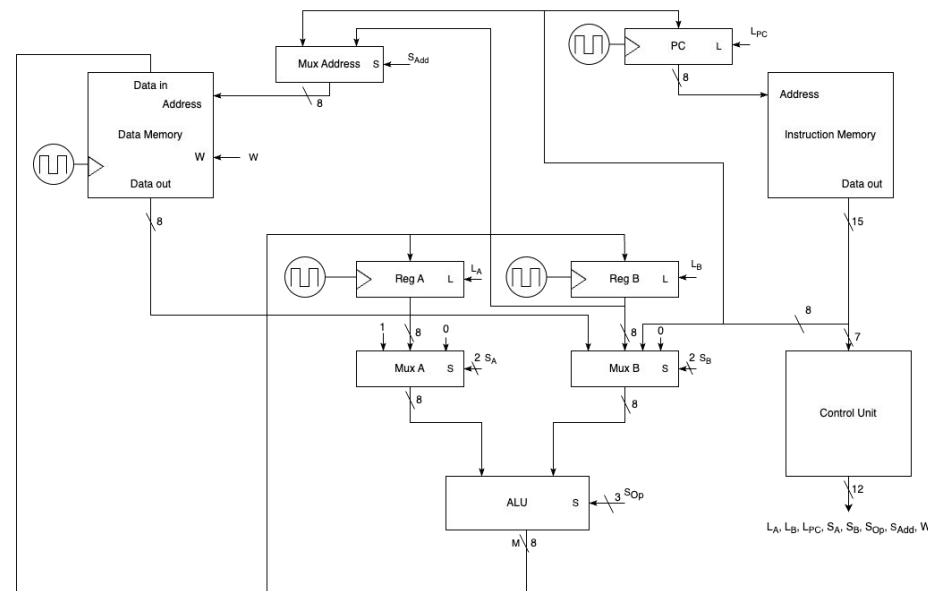 L_PC
PC L
Mux Address S S_Add
8
8
Data in
Address
Data Memory
W W
Data out
Address
Instruction Memory
Data out
8
15
L_A
Reg A L
L_B
Reg B L
8
1 8 0
8 0
7
Mux A S 2 S_A
Mux B S 2 S_B
8
8
Control Unit
ALU S 3 S_Op
12
M 8
L_A, L_B, L_PC, S_A, S_B, S_Op, S_Add, W